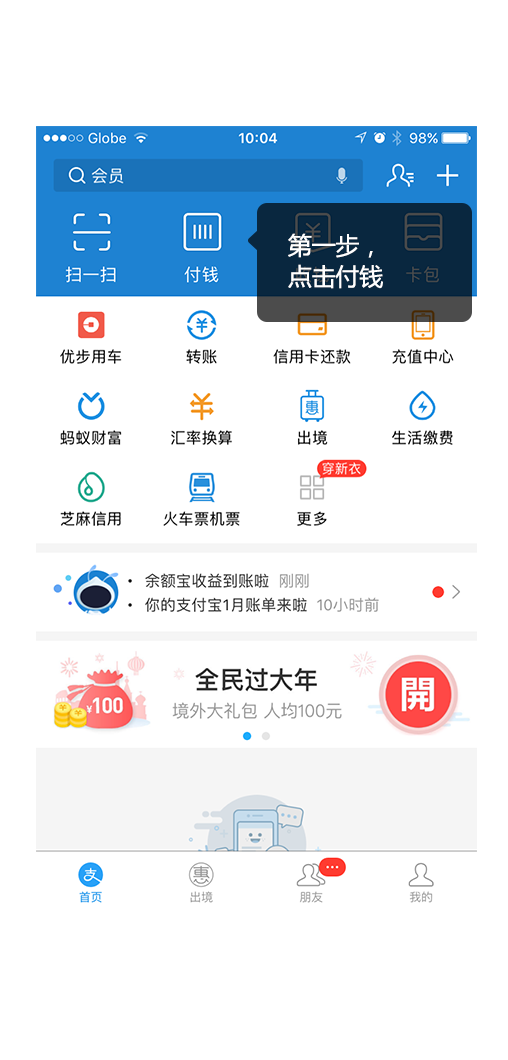 Globe 10:04 98%
会员
扫一扫 付钱 卡包
第一步，
点击付钱
优步用车 转账 信用卡还款 充值中心
惠
蚂蚁财富 汇率换算 出境 生活缴费
穿新衣
芝麻信用 火车票机票 更多
余额宝收益到账啦 刚刚
你的支付宝1月账单来啦 10小时前
全民过大年
¥100 開
境外大礼包 人均100元
支 惠
首页 出境 朋友 我的